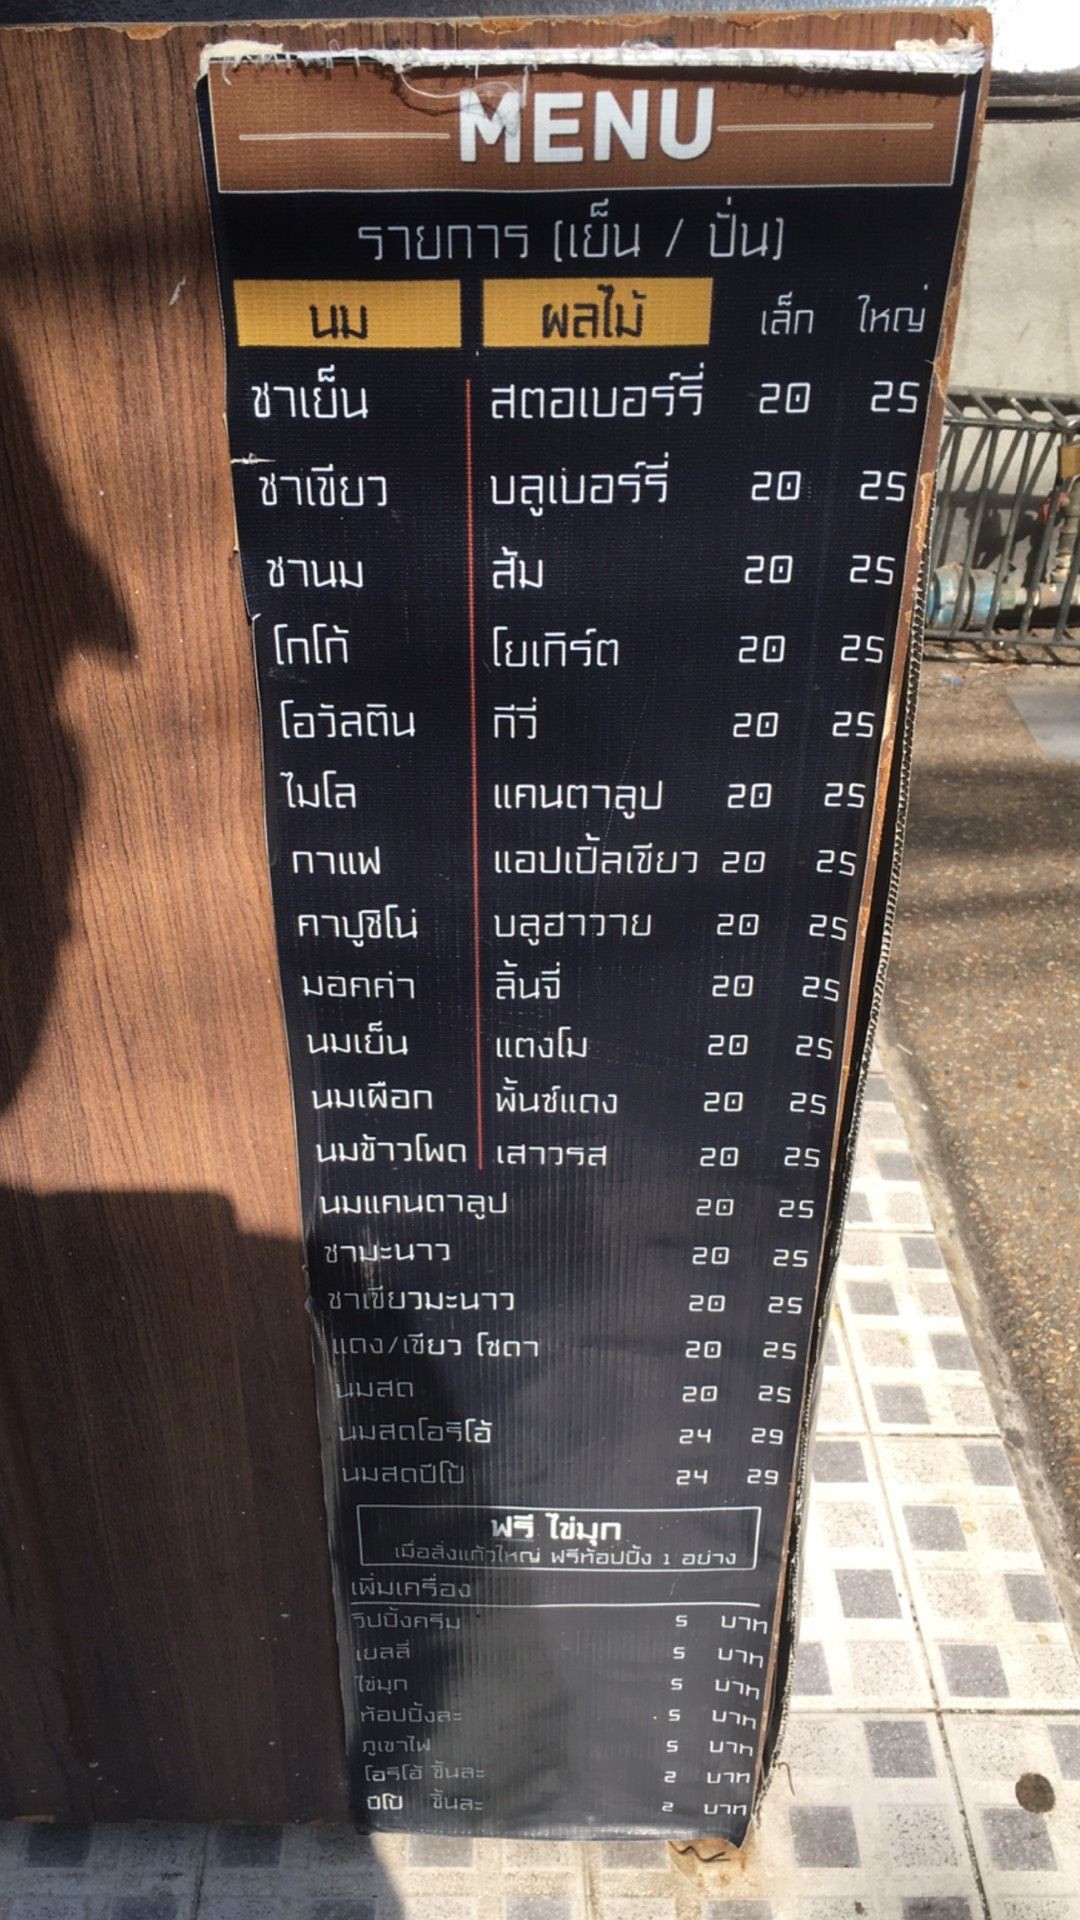 MENU
รายการ (เย็น / ปั่น)
นม ผลไม้ เล็ก ใหญ่
ชาเย็น สตอเบอร์รี่ 20 25
ชาเขียว บลูเบอร์รี่ 20 25
ชานม ส้ม 20 25
โกโก้ โยเกิร์ต 20 25
โอวัลติน กีวี่ 20 25
ไมโล แคนตาลูป 20 25
กาแฟ แอปเปิ้ลเขียว 20 25
คาปูชิโน่ บลูฮาวาย 20 25
มอคค่า ลิ้นจี่ 20 25
นมเย็น แตงโม 20 25
นมเผือก พั้นช์แดง 20 25
นมข้าวโพด เสาวรส 20 25
นมแคนตาลูป 20 25
ชามะนาว 20 25
ชาเขียวมะนาว 20 25
แดง/เขียว โซดา 20 25
นมสด 20 25
นมสดโอริโอ้ 24 29
นมสดปีโป้ 24 29
ฟรี ไข่มุก
เมื่อสั่งแก้วใหญ่ ฟรีท้อปปิ้ง 1 อย่าง
เพิ่มเครื่อง
วิปปิ้งครีม 5 บาท
เยลลี่ 5 บาท
ไข่มุก 5 บาท
ท้อปปิ้งละ 5 บาท
ภูเขาไฟ 5 บาท
โอริโอ้ ชิ้นละ 2 บาท
ปีโป้ ชิ้นละ 2 บาท